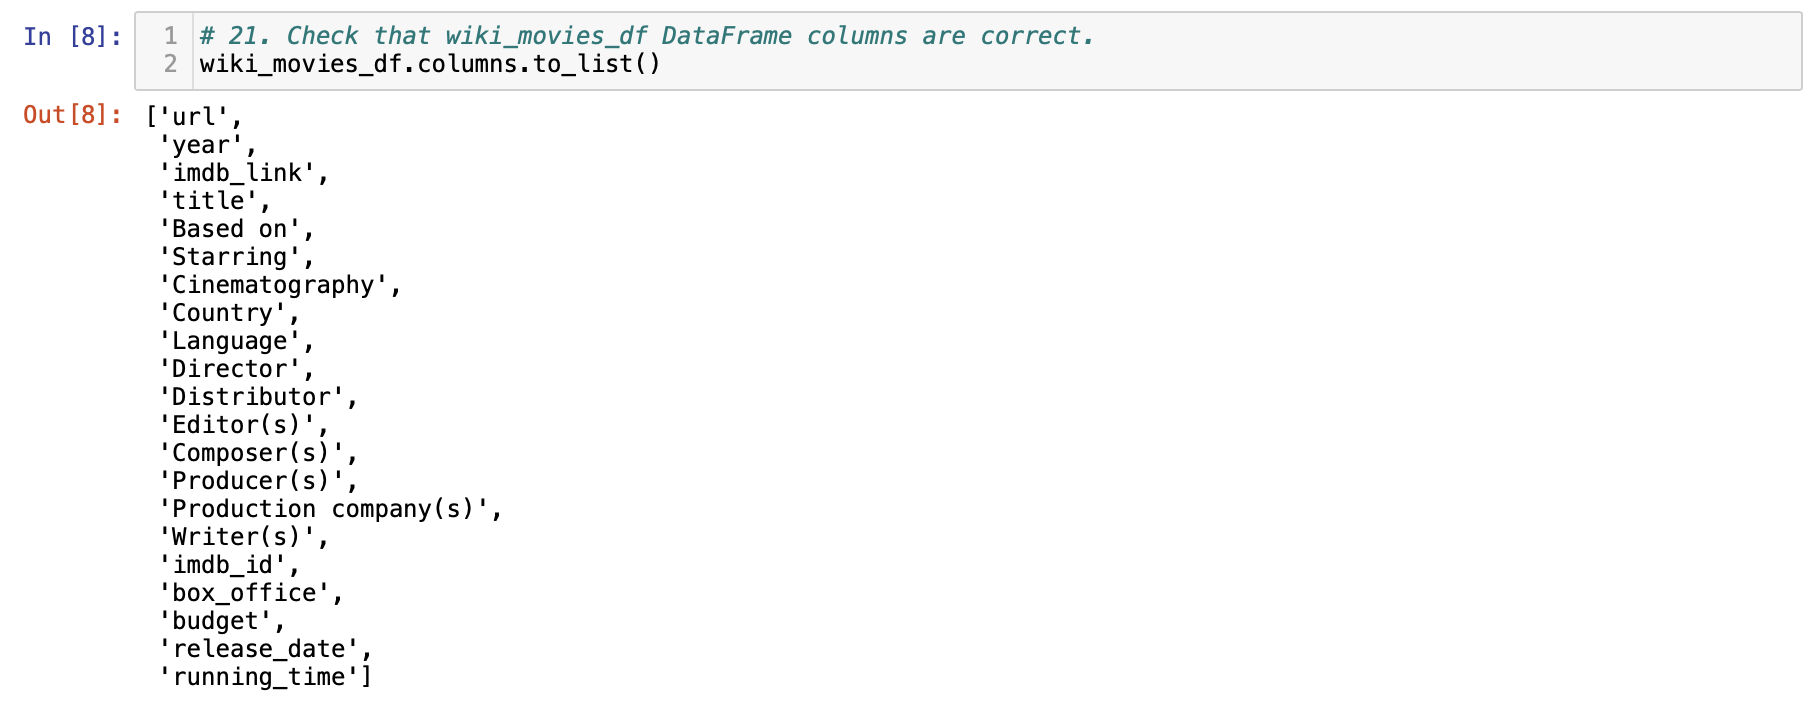 In [8]: 1 # 21. Check that wiki_movies_df DataFrame columns are correct.
2 wiki_movies_df.columns.to_list()
Out[8]: ['url',
'year',
'imdb_link',
'title',
'Based on',
'Starring',
'Cinematography',
'Country',
'Language',
'Director',
'Distributor',
'Editor(s)',
'Composer(s)',
'Producer(s)',
'Production company(s)',
'Writer(s)',
'imdb_id',
'box_office',
'budget',
'release_date',
'running_time']